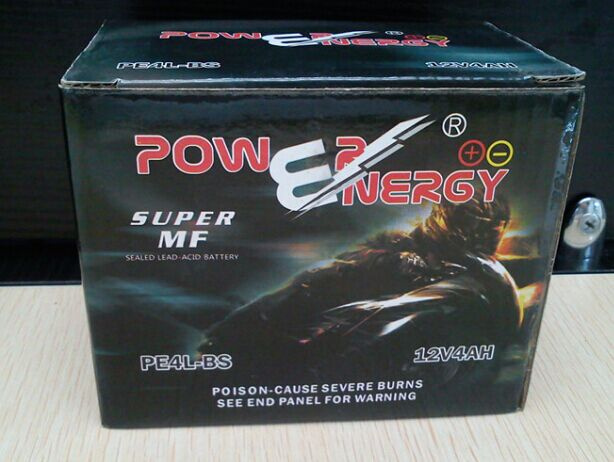 POWER ENERGY
PE4L-BS 12V4AH
POWER ENERGY ®
+ −
SUPER
MF
SEALED LEAD-ACID BATTERY
PE4L-BS 12V4AH
POISON-CAUSE SEVERE BURNS
SEE END PANEL FOR WARNING